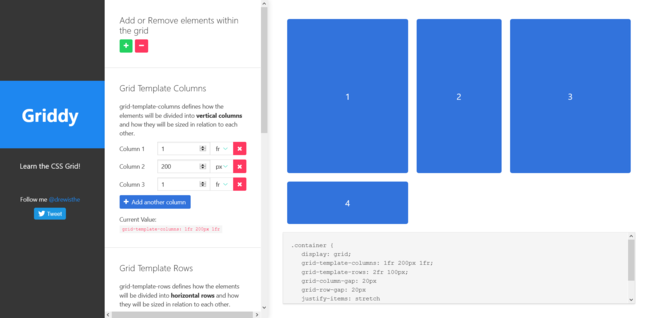 Griddy
Learn the CSS Grid!
Follow me @drewidhe
Tweet
Add or Remove elements within
the grid
Grid Template Columns
grid-template-columns defines how the
elements will be divided into vertical columns
and how they will be sized in relation to each
other.
Column 1 1 fr
Column 2 200 px
Column 3 1 fr
Add another column
Current Value:
grid-template-columns: 1fr 200px 1fr
Grid Template Rows
grid-template-rows defines how the elements
will be divided into horizontal rows and how
they will be sized in relation to each other.
1
2
3
4
.container {
display: grid;
grid-template-columns: 1fr 200px 1fr;
grid-template-rows: 2fr 100px;
grid-column-gap: 20px
grid-row-gap: 20px
justify-items: stretch